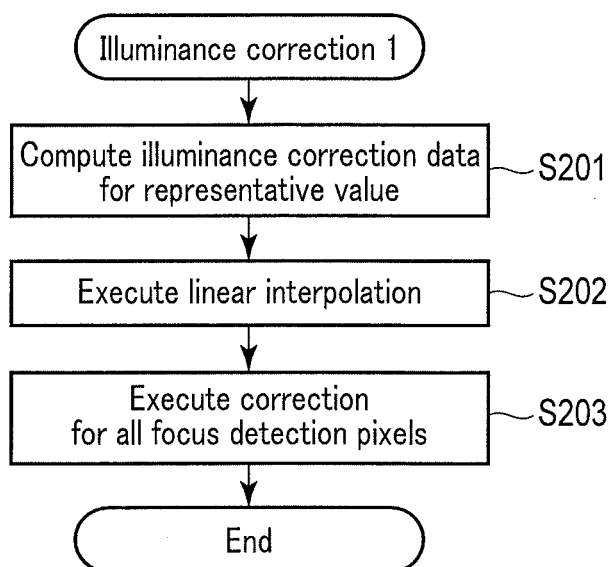 Illuminance correction 1
Compute illuminance correction data
for representative value
S201
Execute linear interpolation
S202
Execute correction
for all focus detection pixels
S203
End